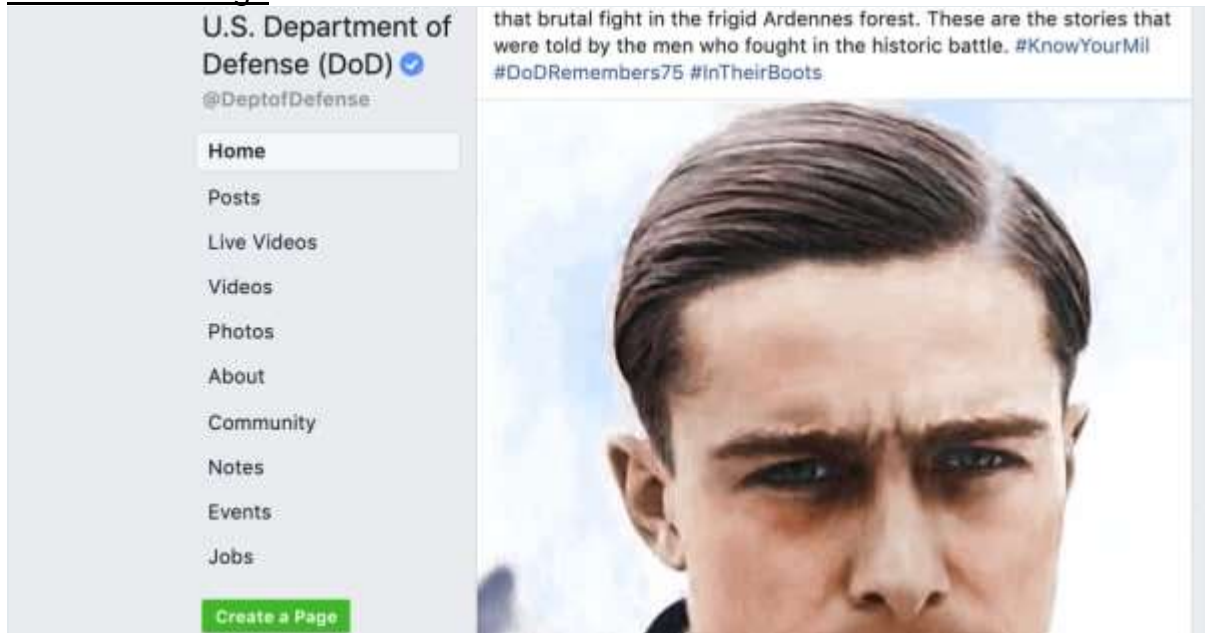 U.S. Department of
Defense (DoD)
@DeptofDefense
Home
Posts
Live Videos
Videos
Photos
About
Community
Notes
Events
Jobs
Create a Page
that brutal fight in the frigid Ardennes forest. These are the stories that
were told by the men who fought in the historic battle. #KnowYourMil
#DoDRemembers75 #InTheirBoots